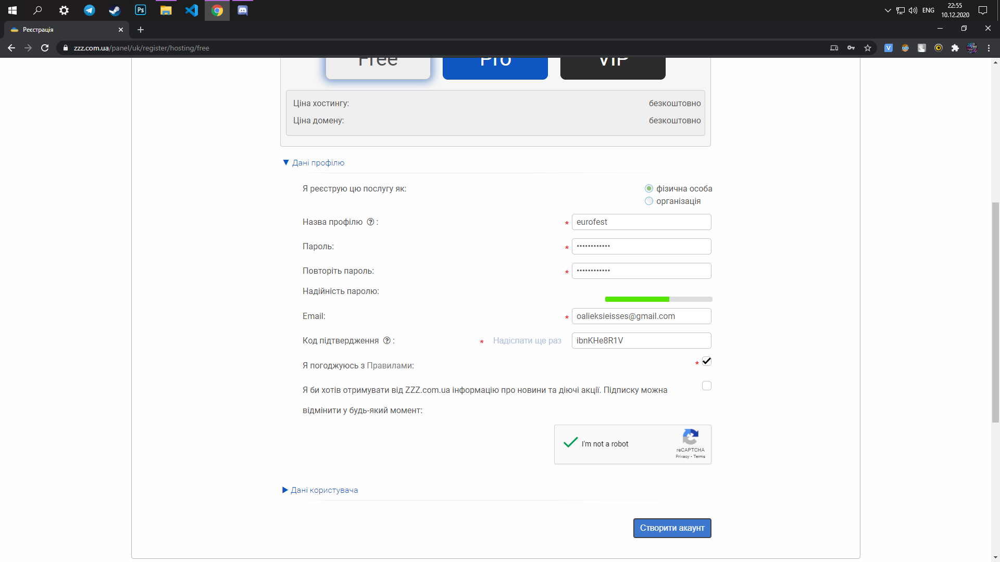 Ps
ENG
22:55
10.12.2020
Реєстрація
zzz.com.ua/panel/uk/register/hosting/free
Free
Pro
VIP
Ціна хостингу:
безкоштовно
Ціна домену:
безкоштовно
▼ Дані профілю
Я реєструю цю послугу як:
фізична особа
організація
Назва профілю ? :
* eurofest
Пароль:
* ••••••••••••
Повторіть пароль:
* ••••••••••••
Надійність паролю:
Email:
* oalieksieisses@gmail.com
Код підтвердження ? :
* Надіслати ще раз
ibnKHe8R1V
Я погоджуюсь з Правилами:
*
Я би хотів отримувати від ZZZ.com.ua інформацію про новини та діючі акції. Підписку можна
відмінити у будь-який момент:
I'm not a robot
reCAPTCHA
Privacy - Terms
▶ Дані користувача
Створити акаунт